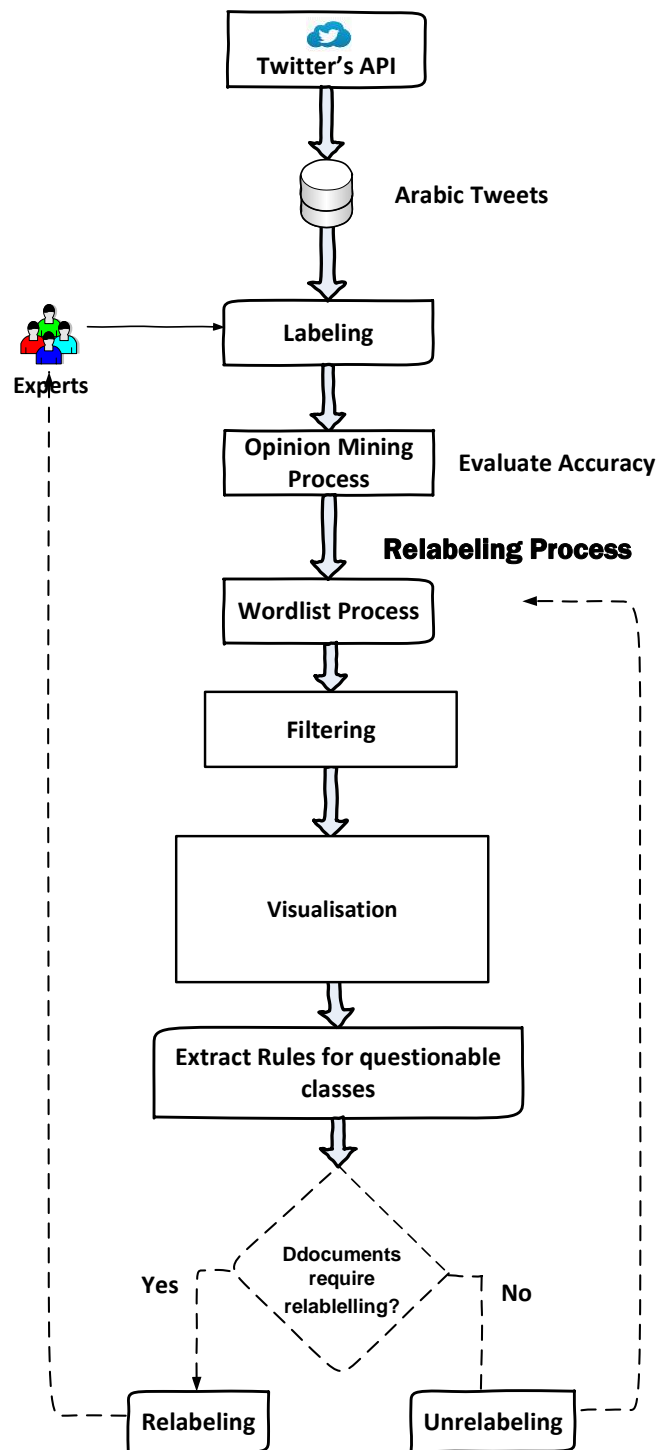 Twitter's API
Arabic Tweets
Labeling
Experts
Opinion Mining
Process
Evaluate Accuracy
Relabeling Process
Wordlist Process
Filtering
Visualisation
Extract Rules for questionable
classes
Ddocuments
require
relablelling?
Yes
No
Relabeling
Unrelabeling